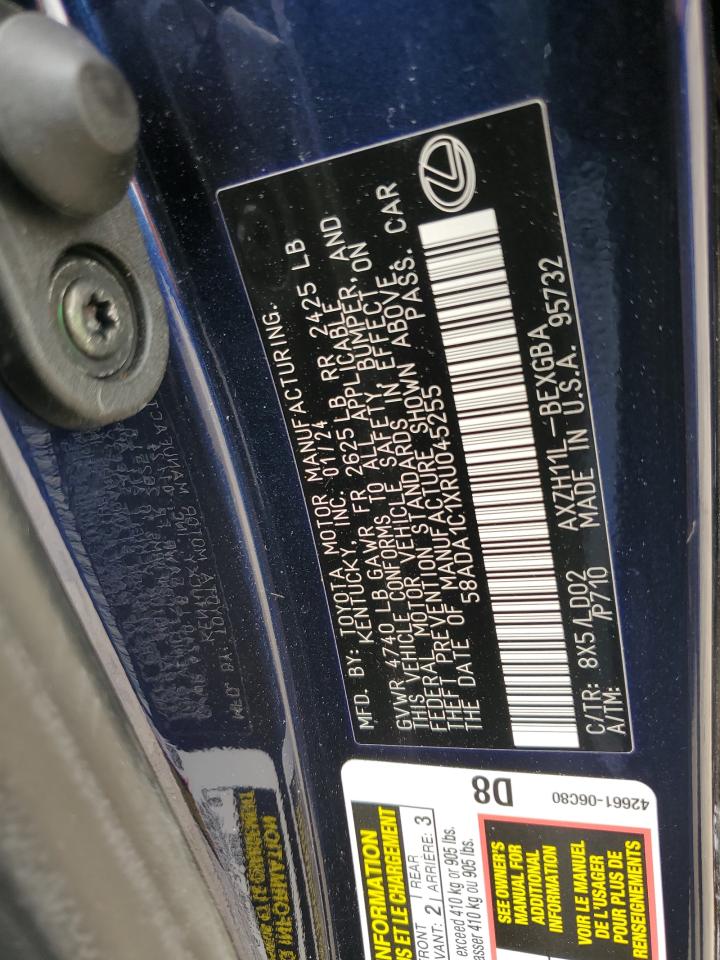 MFD. BY: TOYOTA MOTOR MANUFACTURING.
KENTUCKY, INC. 01/24
GVWR 4740 LB GAWR FR 2625 LB RR 2425 LB
THIS VEHICLE CONFORMS TO ALL APPLICABLE
FEDERAL MOTOR VEHICLE SAFETY, BUMPER, AND
THEFT PREVENTION STANDARDS IN EFFECT ON
THE DATE OF MANUFACTURE SHOWN ABOVE.
58ADA1C1XRU045255 PASS. CAR
C/TR: 8X5/LD02 AXZH11L-BEXGBA
A/TM: /P710 MADE IN U.S.A. 95732
D8
42661-06C80
INFORMATION
S ET LE CHARGEMENT
FRONT REAR
VANT: 2 ARRIÈRE: 3
exceed 410 kg or 905 lbs.
asser 410 kg ou 905 lbs.
SEE OWNER'S
MANUAL FOR
ADDITIONAL
INFORMATION
VOIR LE MANUEL
DE L'USAGER
POUR PLUS DE
RENSEIGNEMENTS